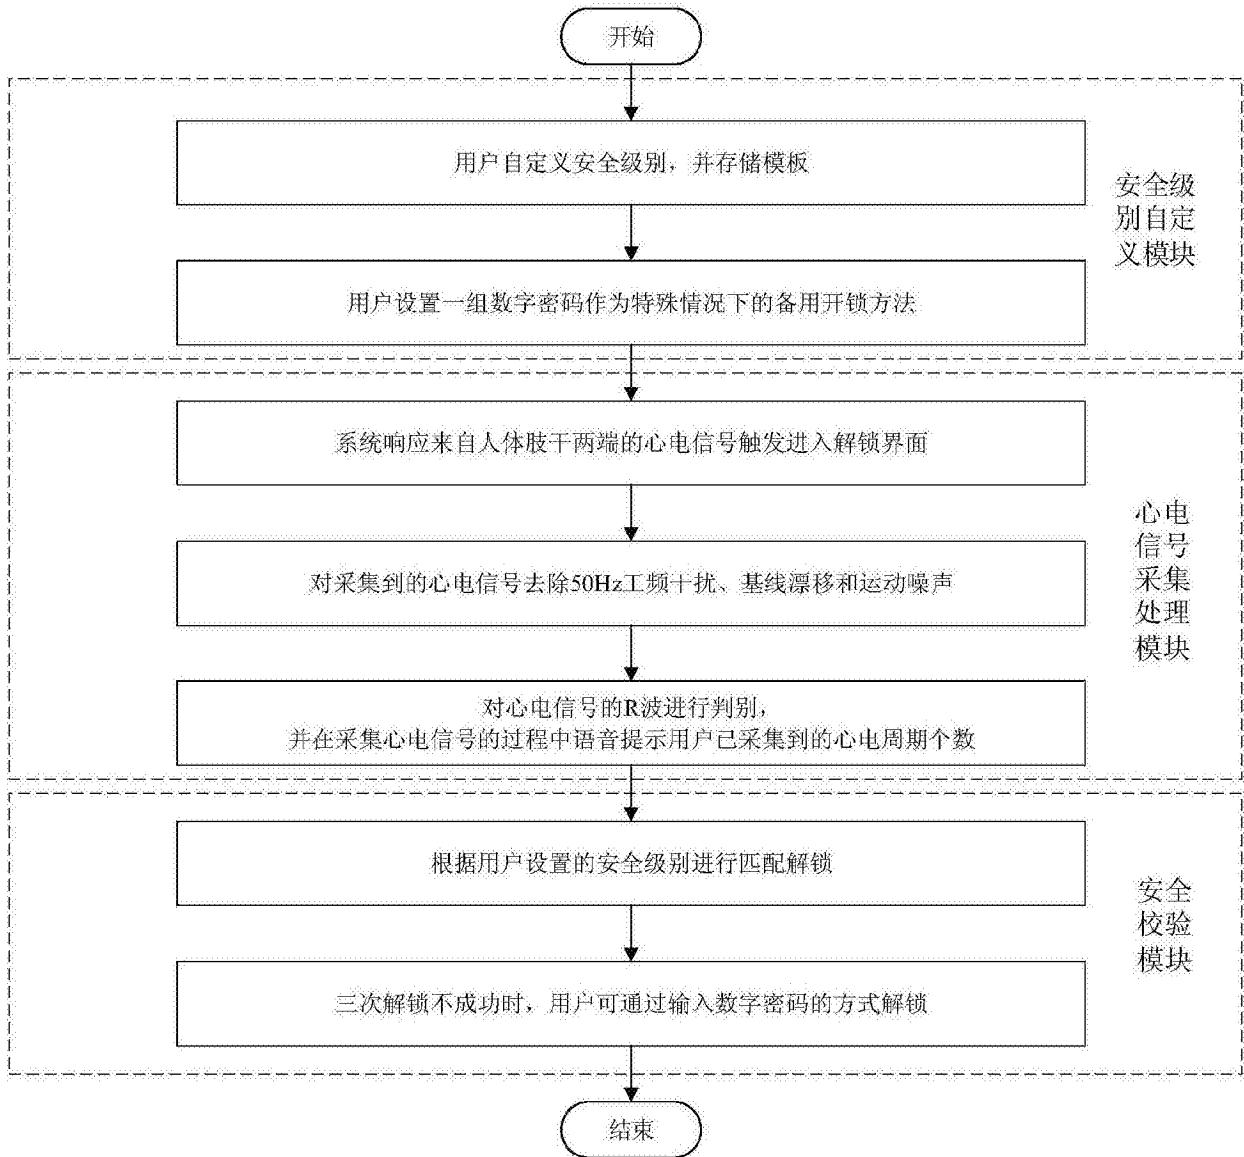 开始
用户自定义安全级别，并存储模板
用户设置一组数字密码作为特殊情况下的备用开锁方法
安全级
别自定
义模块
系统响应来自人体肢干两端的心电信号触发进入解锁界面
对采集到的心电信号去除50Hz工频干扰、基线漂移和运动噪声
对心电信号的R波进行判别，
并在采集心电信号的过程中语音提示用户已采集到的心电周期个数
心电
信号
采集
处理
模块
根据用户设置的安全级别进行匹配解锁
三次解锁不成功时，用户可通过输入数字密码的方式解锁
安全
校验
模块
结束